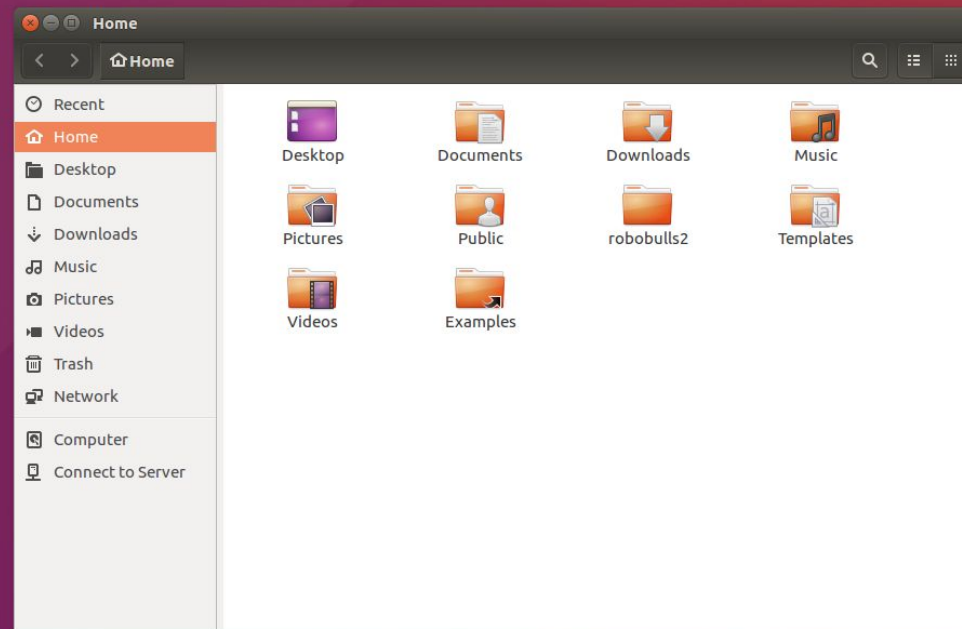 Home
Home
Recent
Home
Desktop
Documents
Downloads
Music
Pictures
Videos
Trash
Network
Computer
Connect to Server
Desktop Documents Downloads Music
Pictures Public robobulls2 Templates
Videos Examples